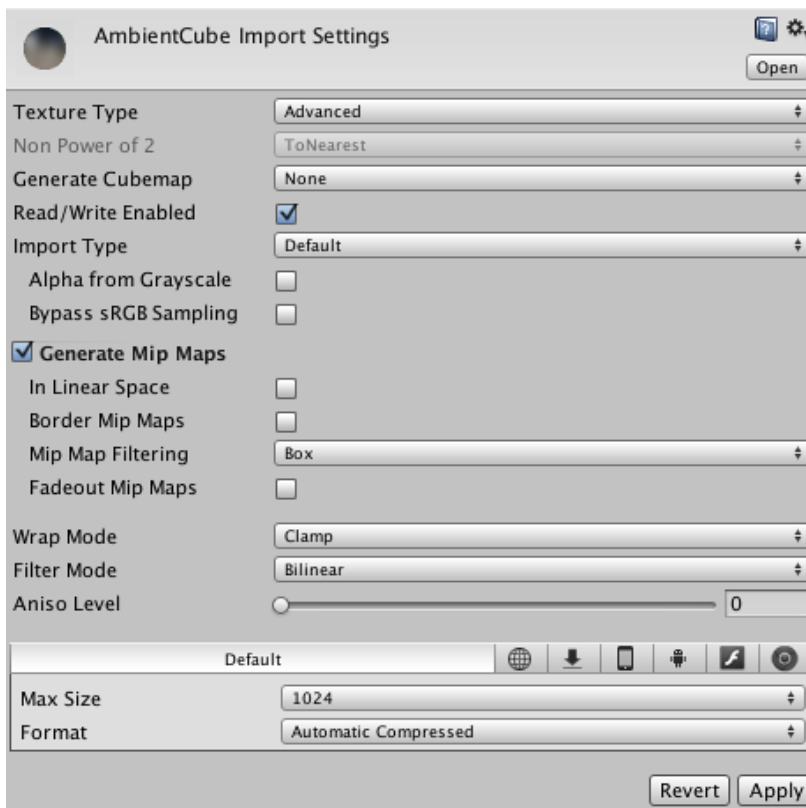 AmbientCube Import Settings
Open
Texture Type Advanced
Non Power of 2 ToNearest
Generate Cubemap None
Read/Write Enabled
Import Type Default
Alpha from Grayscale
Bypass sRGB Sampling
Generate Mip Maps
In Linear Space
Border Mip Maps
Mip Map Filtering Box
Fadeout Mip Maps
Wrap Mode Clamp
Filter Mode Bilinear
Aniso Level 0
Default
Max Size 1024
Format Automatic Compressed
Revert Apply